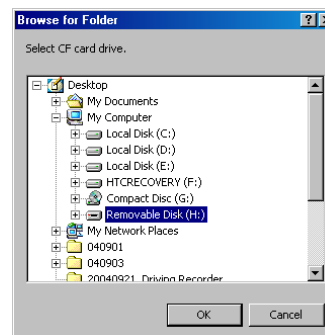 Browse for Folder
Select CF card drive.
Desktop
My Documents
My Computer
Local Disk (C:)
Local Disk (D:)
Local Disk (E:)
HTCRECOVERY (F:)
Compact Disc (G:)
Removable Disk (H:)
My Network Places
040901
040903
20040921_Driving Recorder
OK
Cancel